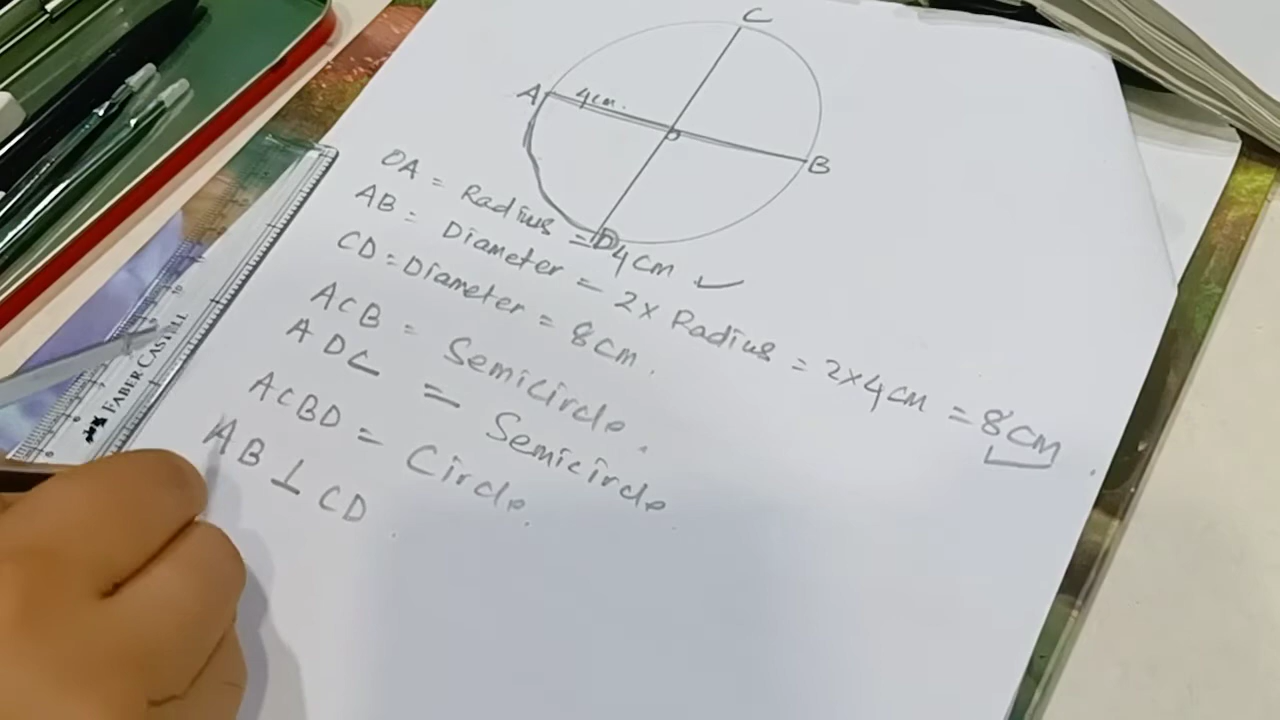 C
A 4cm.
O
B
D
OA = Radius = 4cm ✓
AB = Diameter = 2 x Radius = 2x4cm = 8cm.
CD = Diameter = 8cm.
ACB = Semicircle.
ADC = Semicircle
ACBD = Circle.
AB ⊥ CD
FABER CASTELL